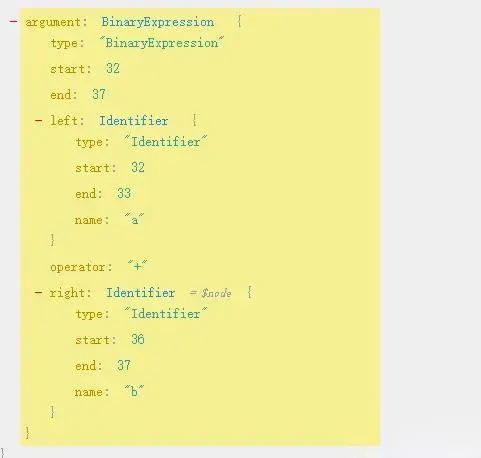 − argument: BinaryExpression {
type: "BinaryExpression"
start: 32
end: 37
− left: Identifier {
type: "Identifier"
start: 32
end: 33
name: "a"
}
operator: "+"
− right: Identifier = $node {
type: "Identifier"
start: 36
end: 37
name: "b"
}
}
}